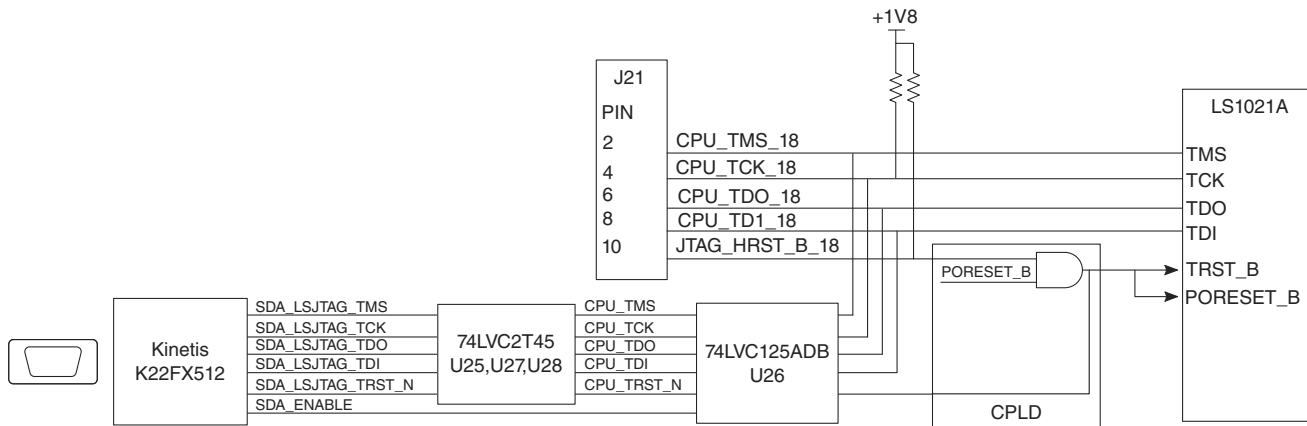 +1V8
J21
PIN
2
4
6
8
10
CPU_TMS_18
CPU_TCK_18
CPU_TDO_18
CPU_TD1_18
JTAG_HRST_B_18
LS1021A
TMS
TCK
TDO
TDI
TRST_B
PORESET_B
PORESET_B
CPLD
Kinetis
K22FX512
SDA_LSJTAG_TMS
SDA_LSJTAG_TCK
SDA_LSJTAG_TDO
SDA_LSJTAG_TDI
SDA_LSJTAG_TRST_N
SDA_ENABLE
74LVC2T45
U25,U27,U28
CPU_TMS
CPU_TCK
CPU_TDO
CPU_TDI
CPU_TRST_N
74LVC125ADB
U26